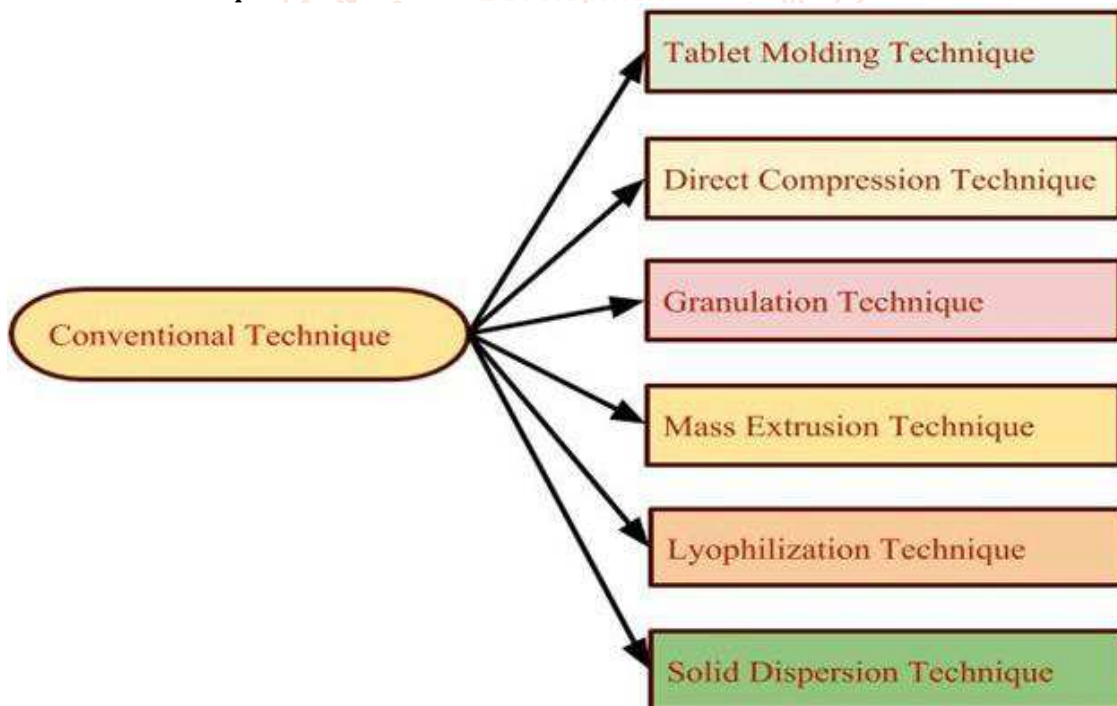 Tablet Molding Technique
Direct Compression Technique
Granulation Technique
Conventional Technique
Mass Extrusion Technique
Lyophilization Technique
Solid Dispersion Technique